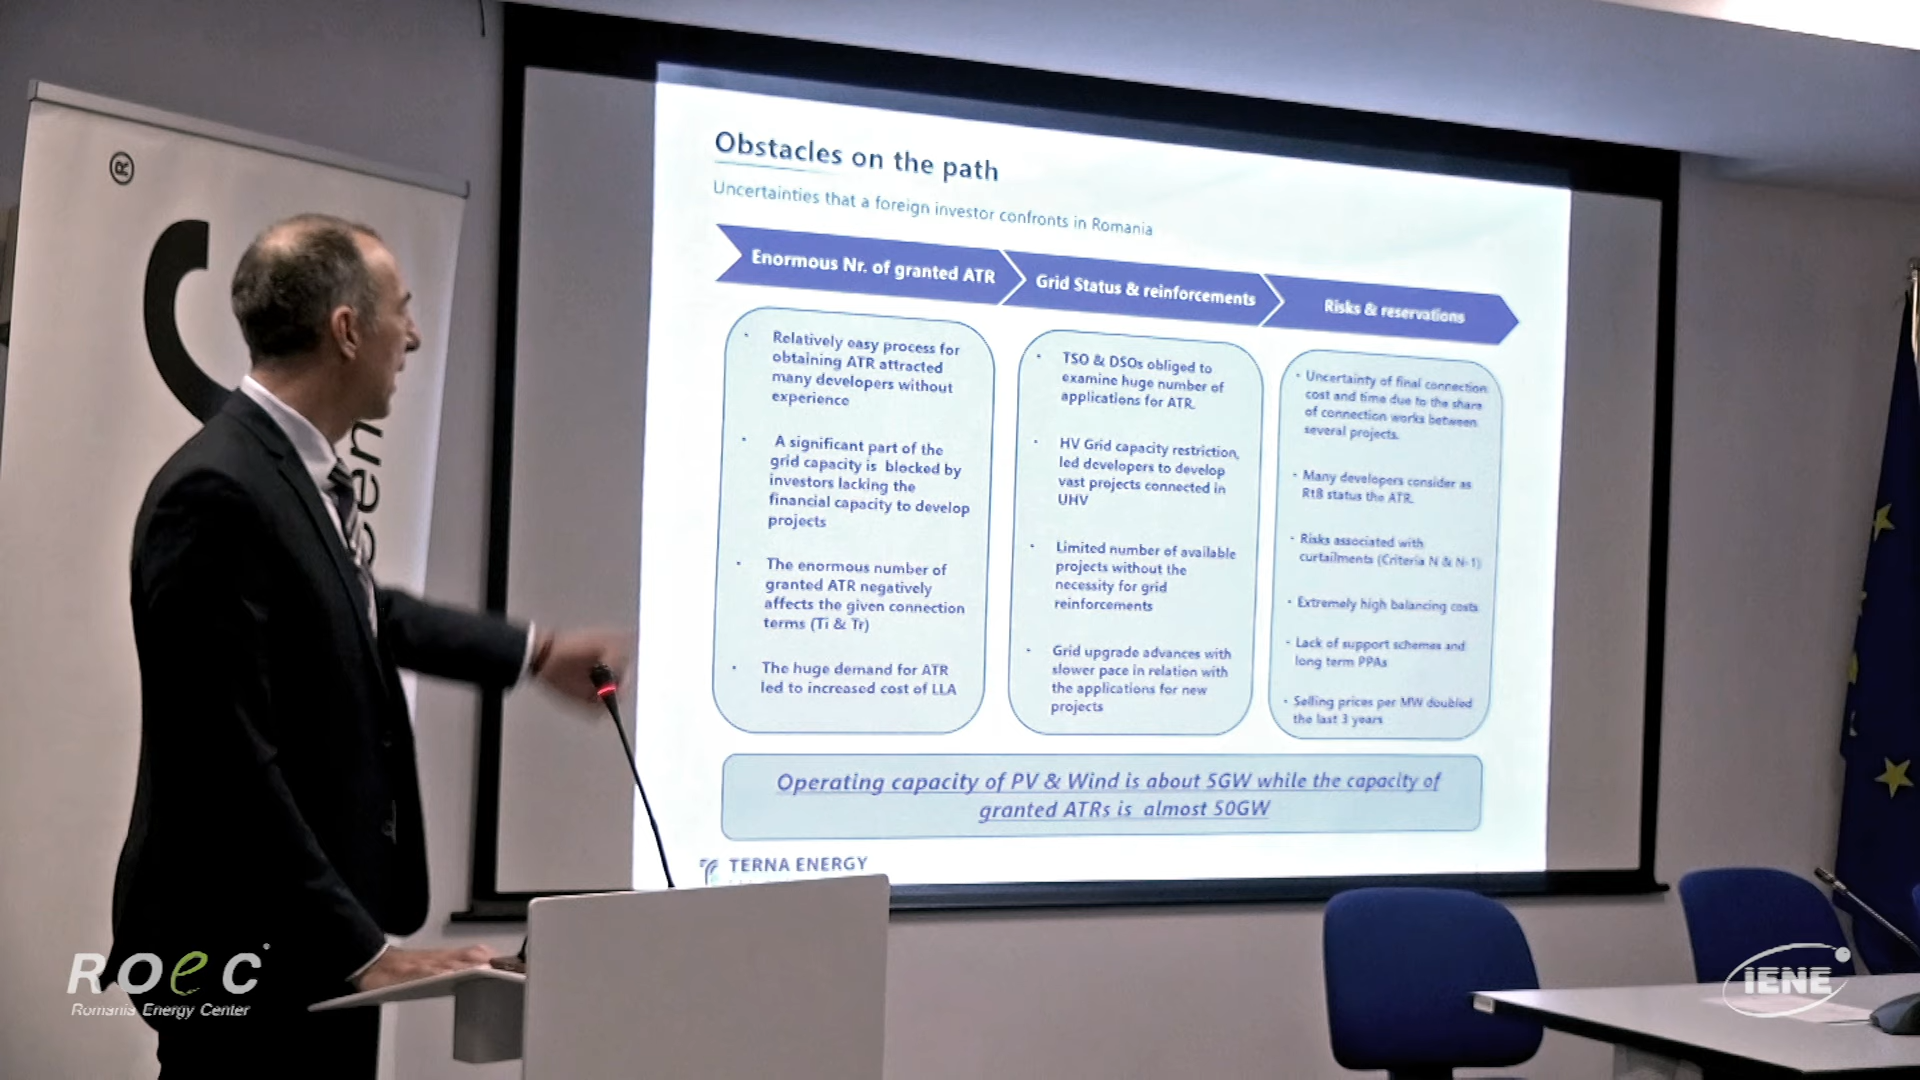 Obstacles on the path
Uncertainties that a foreign investor confronts in Romania
Enormous Nr. of granted ATR
Grid Status & reinforcements
Risks & reservations
• Relatively easy process for
obtaining ATR attracted
many developers without
experience
• A significant part of the
grid capacity is blocked by
investors lacking the
financial capacity to develop
projects
• The enormous number of
granted ATR negatively
affects the given connection
terms (Ti & Tr)
• The huge demand for ATR
led to increased cost of LLA
• TSO & DSOs obliged to
examine huge number of
applications for ATR.
• HV Grid capacity restriction,
led developers to develop
vast projects connected in
UHV
• Limited number of available
projects without the
necessity for grid
reinforcements
• Grid upgrade advances with
slower pace in relation with
the applications for new
projects
• Uncertainty of final connection
cost and time due to the share
of connection works between
several projects.
• Many developers consider as
RtB status the ATR.
• Risks associated with
curtailments (Criteria N & N-1)
• Extremely high balancing costs
• Lack of support schemes and
long term PPAs
• Selling prices per MW doubled
the last 3 years
Operating capacity of PV & Wind is about 5GW while the capacity of
granted ATRs is almost 50GW
TERNA ENERGY
®
cen
ROeC
Romania Energy Center
IENE